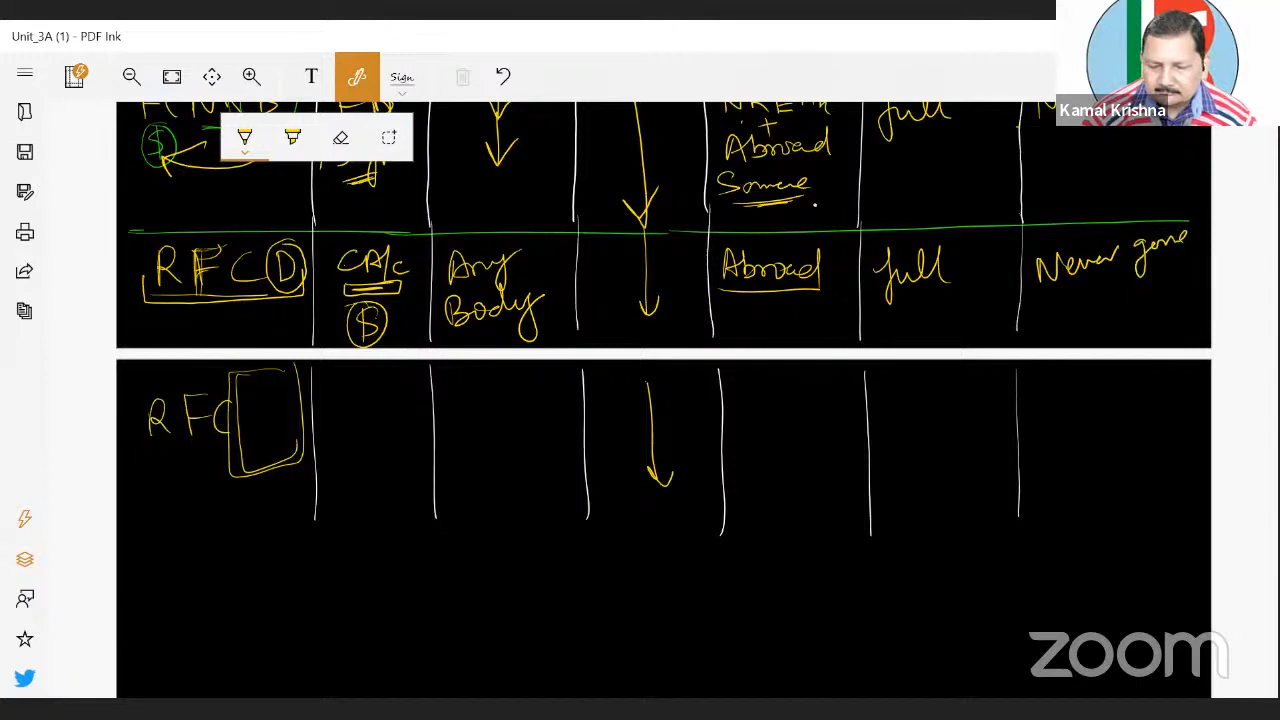 Unit_3A (1) - PDF Ink
Kamal Krishna
T
Sign
full
+
$
Abroad
Source
RFC D
CA/c
$
Any
Body
Abroad
full
Never gone
RFC
zoom